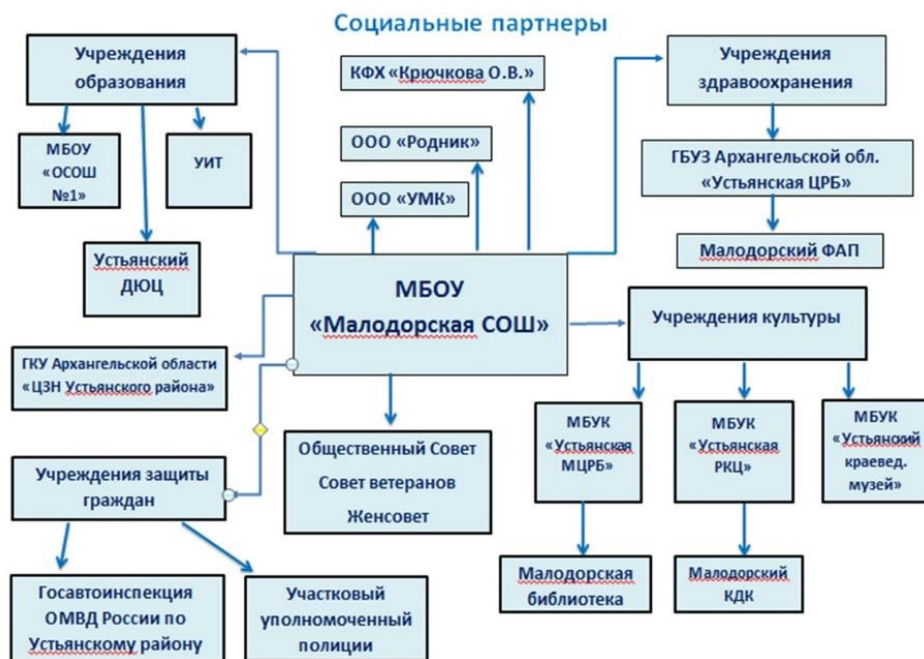 Социальные партнеры
Учреждения
образования
МБОУ
«ОСОШ
№1»
УИТ
Устьянский
ДЮЦ
КФХ «Крючкова О.В.»
ООО «Родник»
ООО «УМК»
Учреждения
здравоохранения
ГБУЗ Архангельской обл.
«Устьянская ЦРБ»
Малодорский ФАП
МБОУ
«Малодорская СОШ»
Учреждения культуры
ГКУ Архангельской области
«ЦЗН Устьянского района»
Общественный Совет
Совет ветеранов
Женсовет
МБУК
«Устьянская
МЦРБ»
МБУК
«Устьянская
РКЦ»
МБУК
«Устьянский
краевед.
музей»
Учреждения защиты
граждан
Малодорская
библиотека
Малодорский
КДК
Госавтоинспекция
ОМВД России по
Устьянскому району
Участковый
уполномоченный
полиции